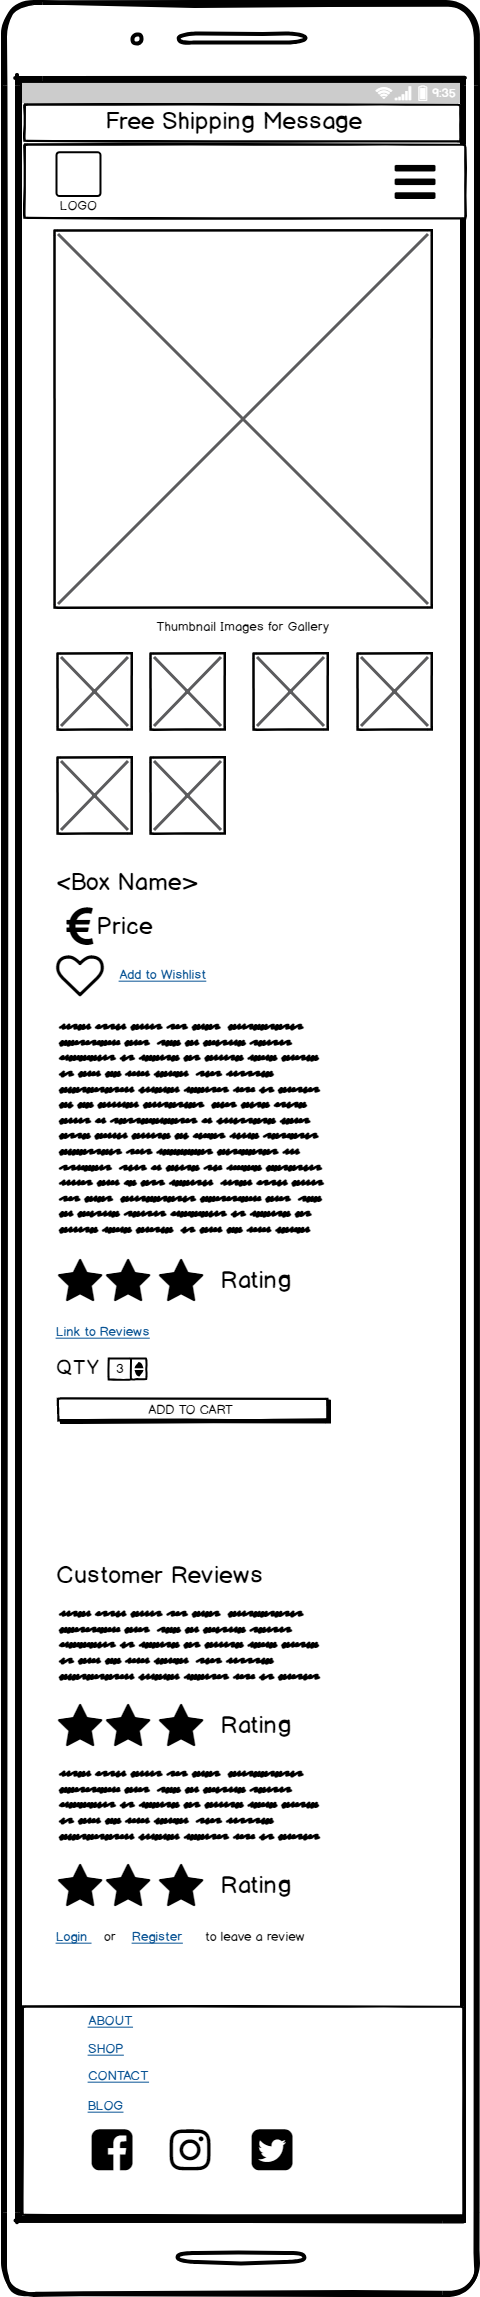 9:35
Free Shipping Message
LOGO
Thumbnail Images for Gallery
<Box Name>
€ Price
Add to Wishlist
Rating
Link to Reviews
QTY 3
ADD TO CART
Customer Reviews
Rating
Rating
Login or Register to leave a review
ABOUT
SHOP
CONTACT
BLOG